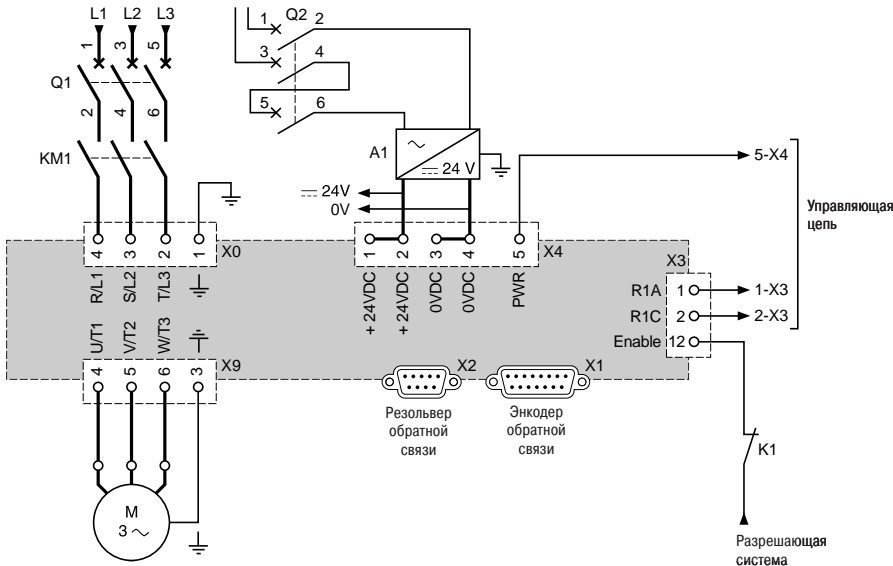 L1 L2 L3
1 3 5
Q1
2 4 6
KM1
Q2
1 2
3 4
5 6
A1
24 V
24V
0V
5-X4
Управляющая
цепь
4 3 2 1 X0
R/L1 S/L2 T/L3
1 2 3 4 5 X4
+ 24VDC + 24VDC 0VDC 0VDC PWR
X3
R1A 1 1-X3
R1C 2 2-X3
Enable 12
U/T1 V/T2 W/T3
4 5 6 3 X9
X2
Резольвер
обратной
связи
X1
Энкодер
обратной
связи
K1
M
3
Разрешающая
система